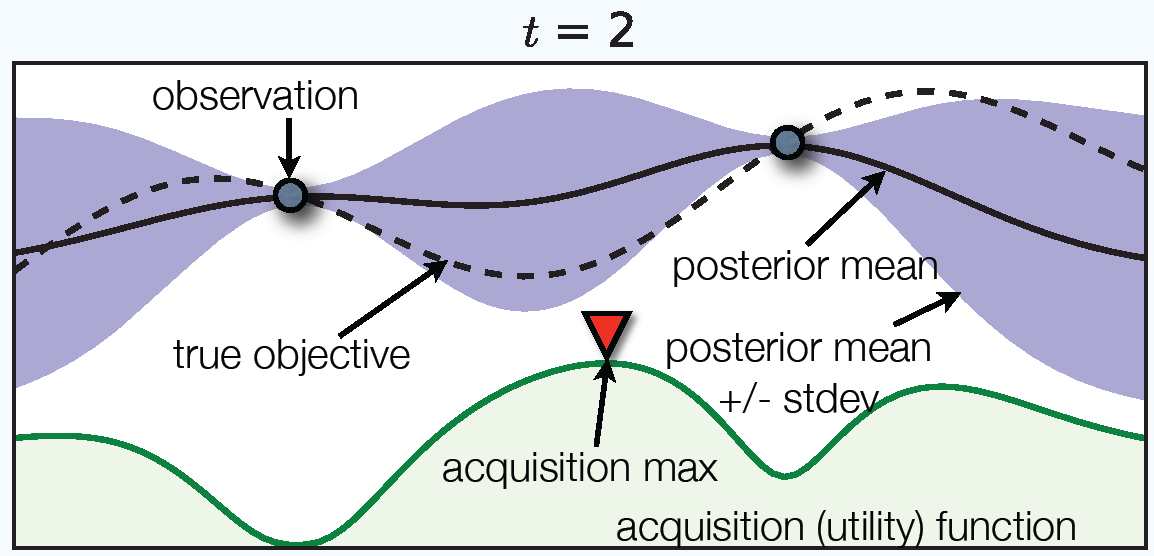 t = 2
observation
posterior mean
true objective
posterior mean
+/- stdev
acquisition max
acquisition (utility) function